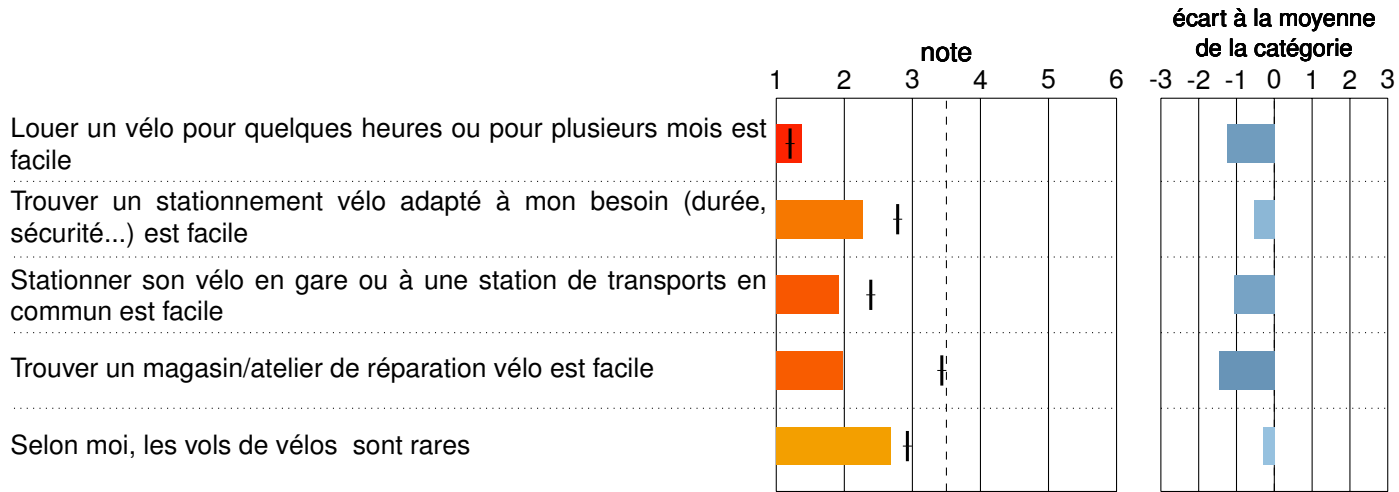 écart à la moyenne
note de la catégorie
1 2 3 4 5 6 -3 -2 -1 0 1 2 3
Louer un vélo pour quelques heures ou pour plusieurs mois est
facile
Trouver un stationnement vélo adapté à mon besoin (durée,
sécurité...) est facile
Stationner son vélo en gare ou à une station de transports en
commun est facile
Trouver un magasin/atelier de réparation vélo est facile
Selon moi, les vols de vélos sont rares